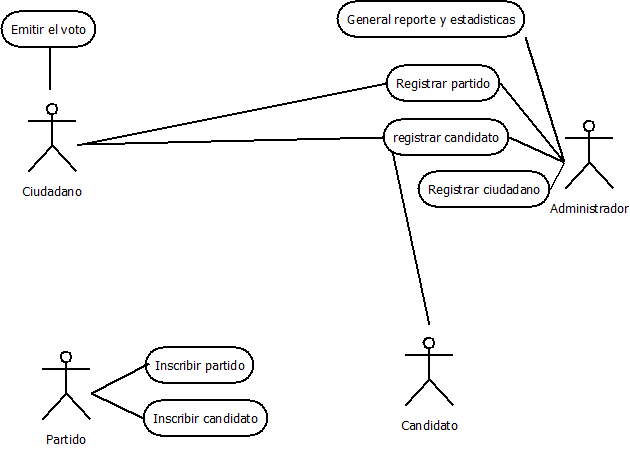 Emitir el voto
General reporte y estadisticas
Registrar partido
registrar candidato
Registrar ciudadano
Ciudadano
Administrador
Inscribir partido
Inscribir candidato
Partido
Candidato